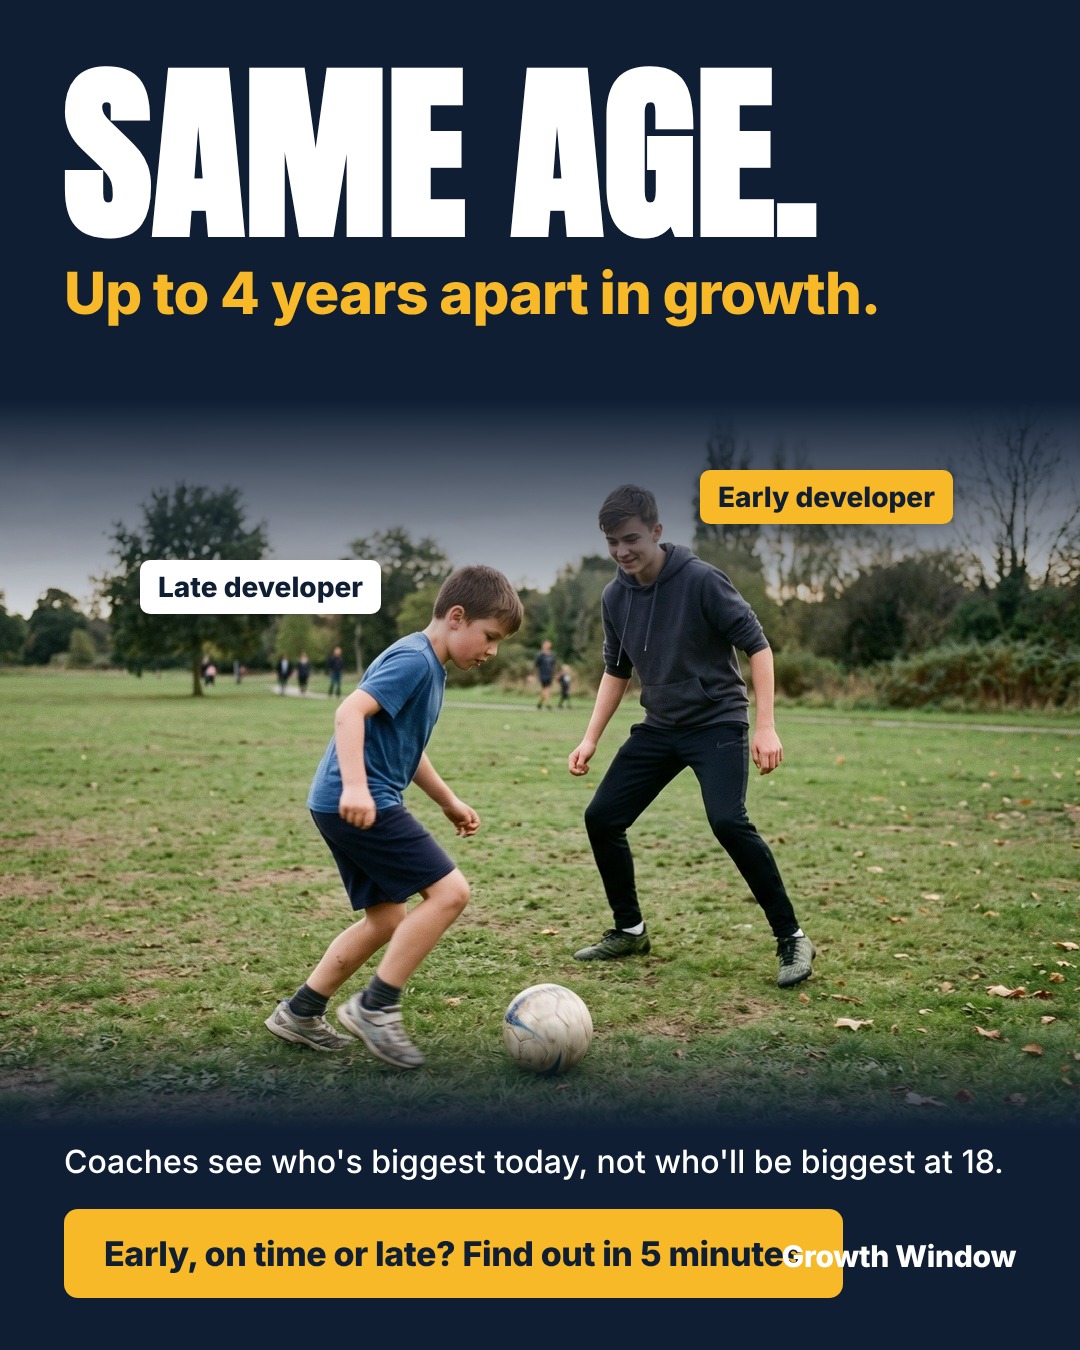 SAME AGE.
Up to 4 years apart in growth.
Early developer
Late developer
Coaches see who's biggest today, not who'll be biggest at 18.
Early, on time or late? Find out in 5 minutes
Growth Window